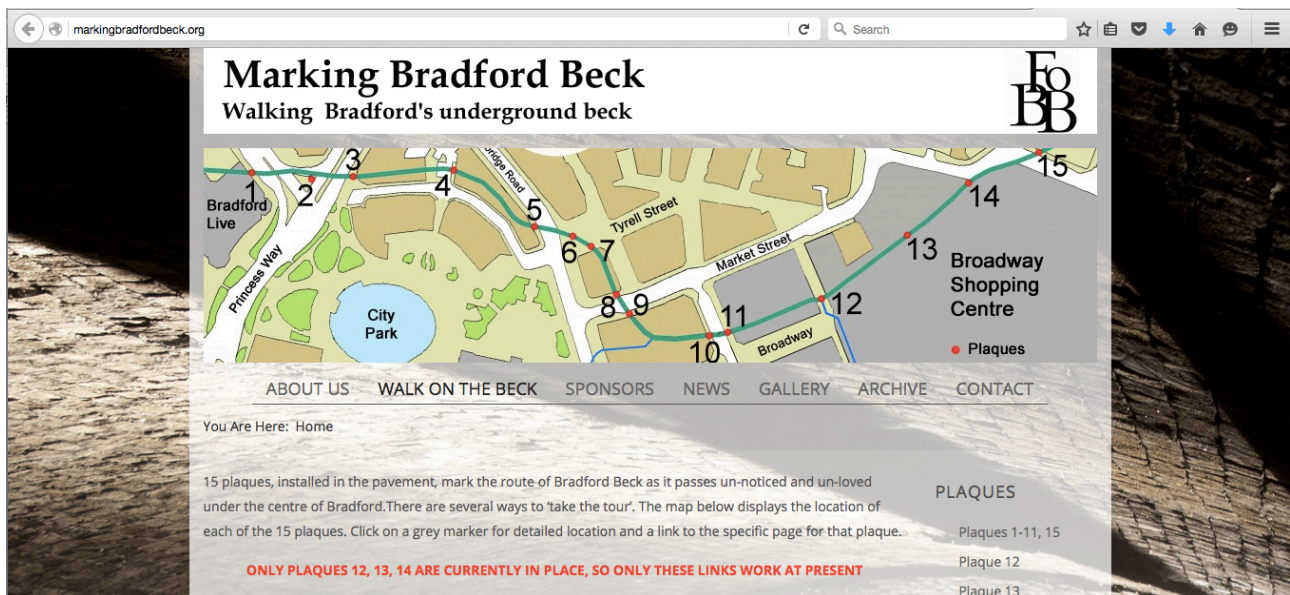 markingbradfordbeck.org
Search
Marking Bradford Beck
Walking Bradford's underground beck
FoBB
1
2
3
4
5
6
7
8
9
10
11
12
13
14
15
Bradford
Live
Princess Way
City
Park
bridge Road
Tyrell Street
Market Street
Broadway
Broadway
Shopping
Centre
Plaques
ABOUT US WALK ON THE BECK SPONSORS NEWS GALLERY ARCHIVE CONTACT
You Are Here: Home
15 plaques, installed in the pavement, mark the route of Bradford Beck as it passes un-noticed and un-loved
under the centre of Bradford.There are several ways to ‘take the tour’. The map below displays the location of
each of the 15 plaques. Click on a grey marker for detailed location and a link to the specific page for that plaque.
ONLY PLAQUES 12, 13, 14 ARE CURRENTLY IN PLACE, SO ONLY THESE LINKS WORK AT PRESENT
PLAQUES
Plaques 1-11, 15
Plaque 12
Plaque 13